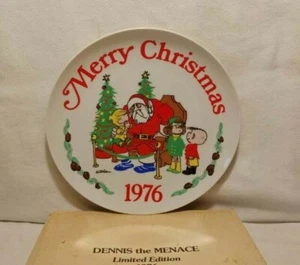 Merry Christmas
1976
DENNIS the MENACE
Limited Edition